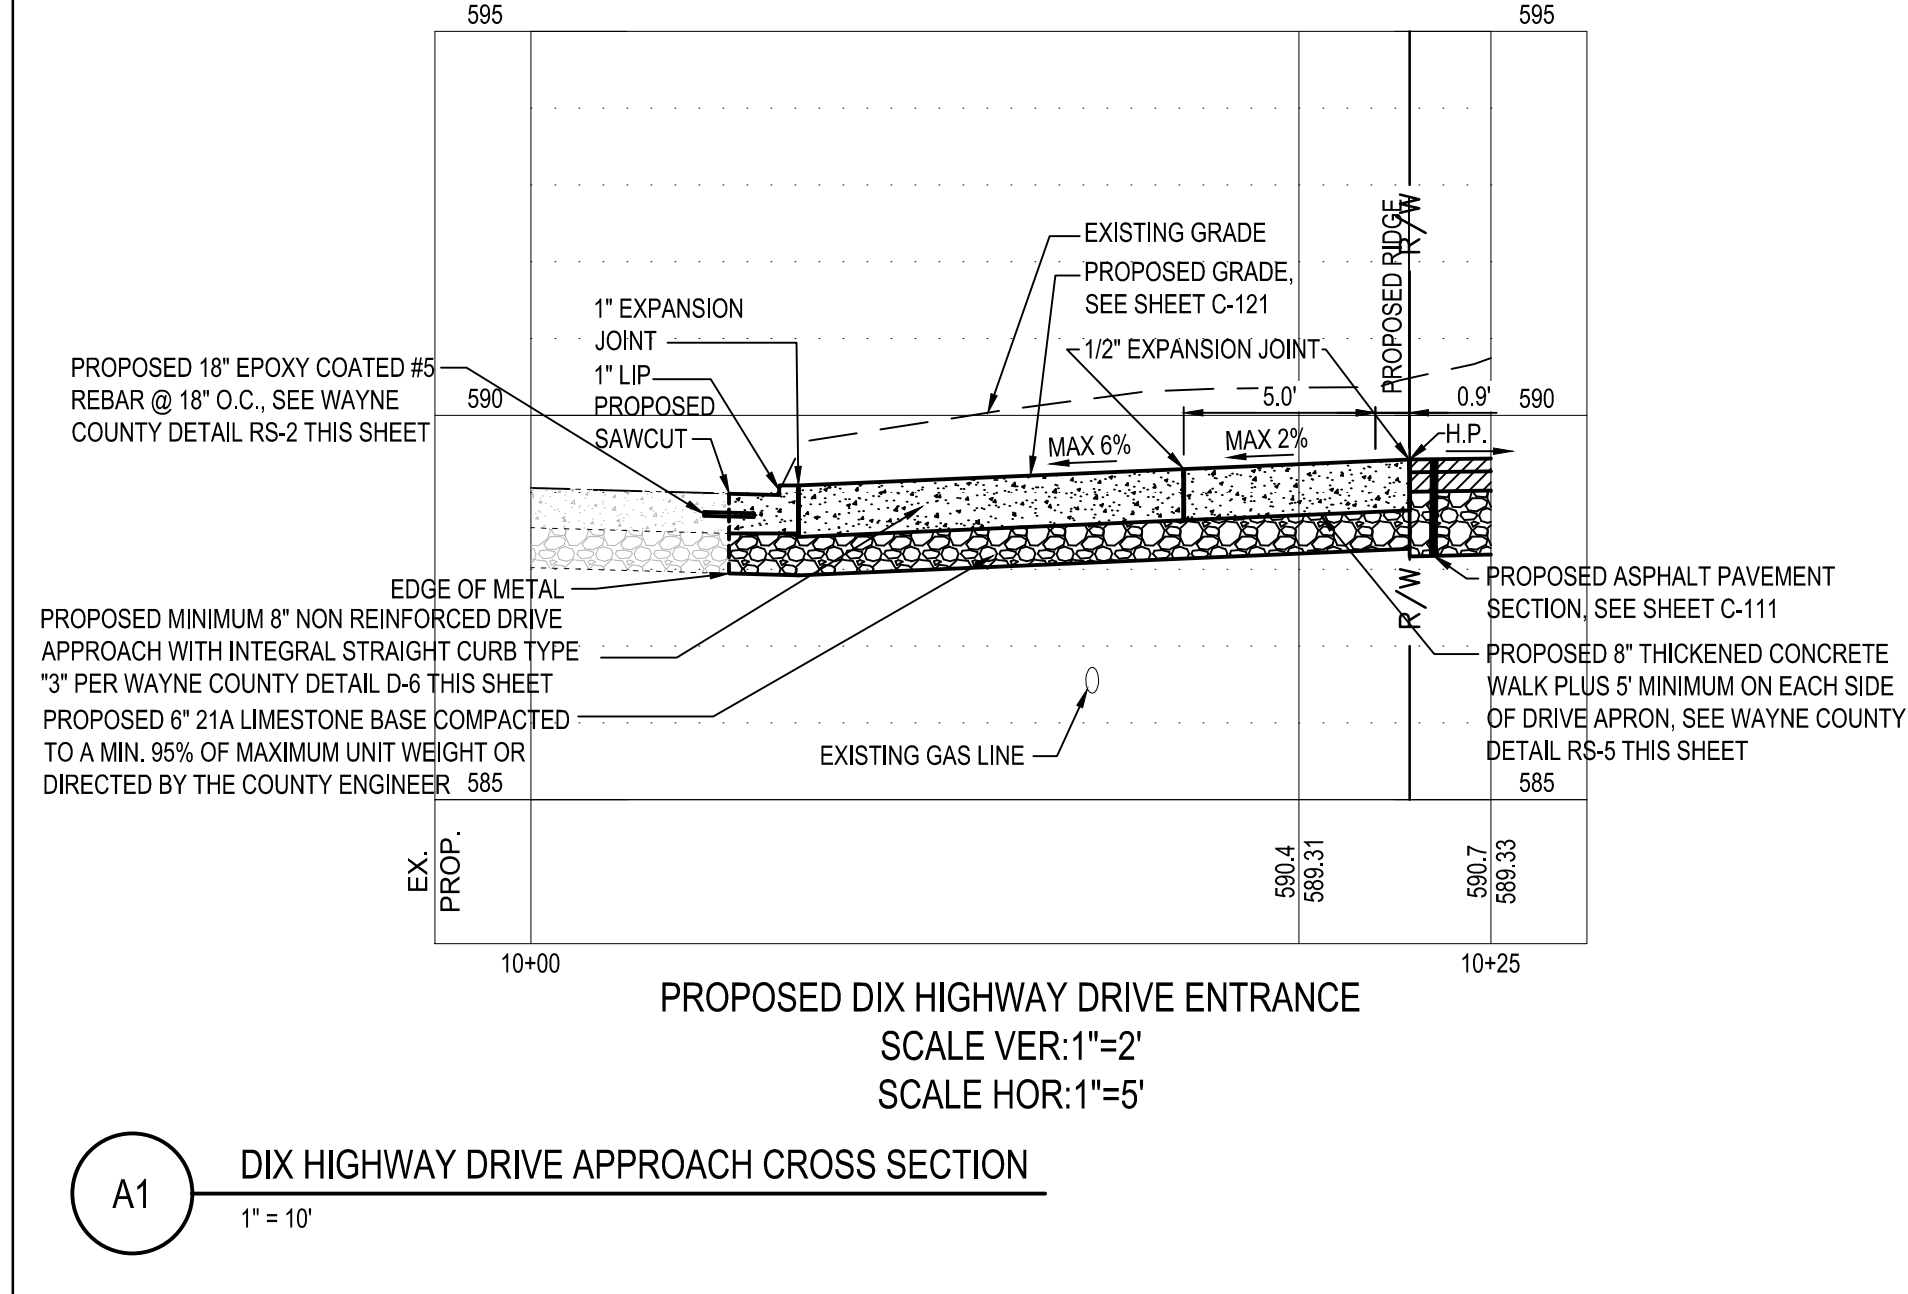 595
595
EXISTING GRADE
PROPOSED GRADE,
SEE SHEET C-121
1/2" EXPANSION JOINT
PROPOSED RIDGE
R/W
1" EXPANSION
JOINT
1" LIP
PROPOSED
SAWCUT
PROPOSED 18" EPOXY COATED #5
REBAR @ 18" O.C., SEE WAYNE
COUNTY DETAIL RS-2 THIS SHEET
590
5.0'
0.9'
590
MAX 6%
MAX 2%
H.P.
EDGE OF METAL
PROPOSED MINIMUM 8" NON REINFORCED DRIVE
APPROACH WITH INTEGRAL STRAIGHT CURB TYPE
"3" PER WAYNE COUNTY DETAIL D-6 THIS SHEET
PROPOSED 6" 21A LIMESTONE BASE COMPACTED
TO A MIN. 95% OF MAXIMUM UNIT WEIGHT OR
DIRECTED BY THE COUNTY ENGINEER
585
EXISTING GAS LINE
R/W
PROPOSED ASPHALT PAVEMENT
SECTION, SEE SHEET C-111
PROPOSED 8" THICKENED CONCRETE
WALK PLUS 5' MINIMUM ON EACH SIDE
OF DRIVE APRON, SEE WAYNE COUNTY
DETAIL RS-5 THIS SHEET
585
EX.
PROP.
590.4
589.31
590.7
589.33
10+00
10+25
PROPOSED DIX HIGHWAY DRIVE ENTRANCE
SCALE VER:1"=2'
SCALE HOR:1"=5'
A1
DIX HIGHWAY DRIVE APPROACH CROSS SECTION
1" = 10'